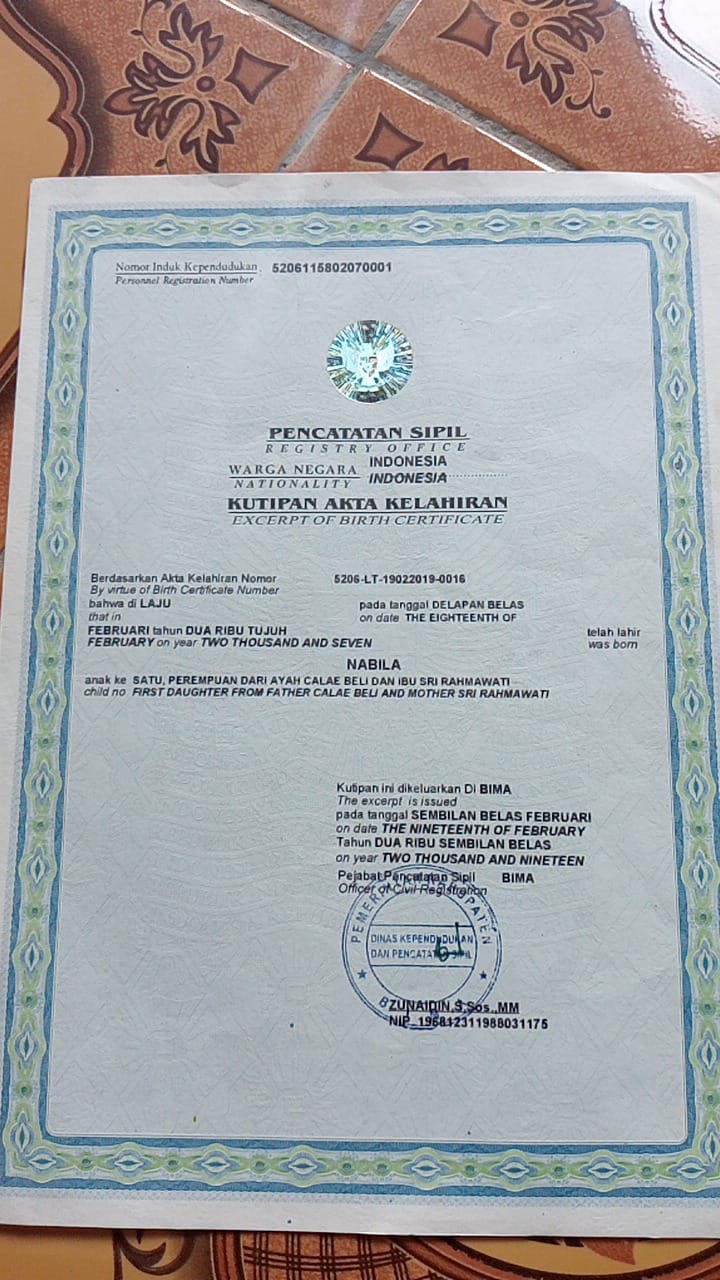 Nomor Induk Kependudukan. 5206115802070001
Personnel Registration Number
PENCATATAN SIPIL
REGISTRY OFFICE
WARGA NEGARA INDONESIA
NATIONALITY INDONESIA
KUTIPAN AKTA KELAHIRAN
EXCERPT OF BIRTH CERTIFICATE
Berdasarkan Akta Kelahiran Nomor 5206-LT-19022019-0016
By virtue of Birth Certificate Number
bahwa di LAJU pada tanggal DELAPAN BELAS
that in on date THE EIGHTEENTH OF
FEBRUARI tahun DUA RIBU TUJUH telah lahir
FEBRUARY on year TWO THOUSAND AND SEVEN was born
NABILA
anak ke SATU, PEREMPUAN DARI AYAH CALAE BELI DAN IBU SRI RAHMAWATI
child no FIRST DAUGHTER FROM FATHER CALAE BELI AND MOTHER SRI RAHMAWATI
Kutipan ini dikeluarkan Di BIMA
The excerpt is issued
pada tanggal SEMBILAN BELAS FEBRUARI
on date THE NINETEENTH OF FEBRUARY
Tahun DUA RIBU SEMBILAN BELAS
on year TWO THOUSAND AND NINETEEN
Pejabat Pencatatan Sipil BIMA
Officer of Civil Registration
PEMERINTAH KABUPATEN
DINAS KEPENDUDUKAN
DAN PENCATATAN SIPIL
ZUNAIDIN,S,Sos.,MM
NIP 196812311988031175